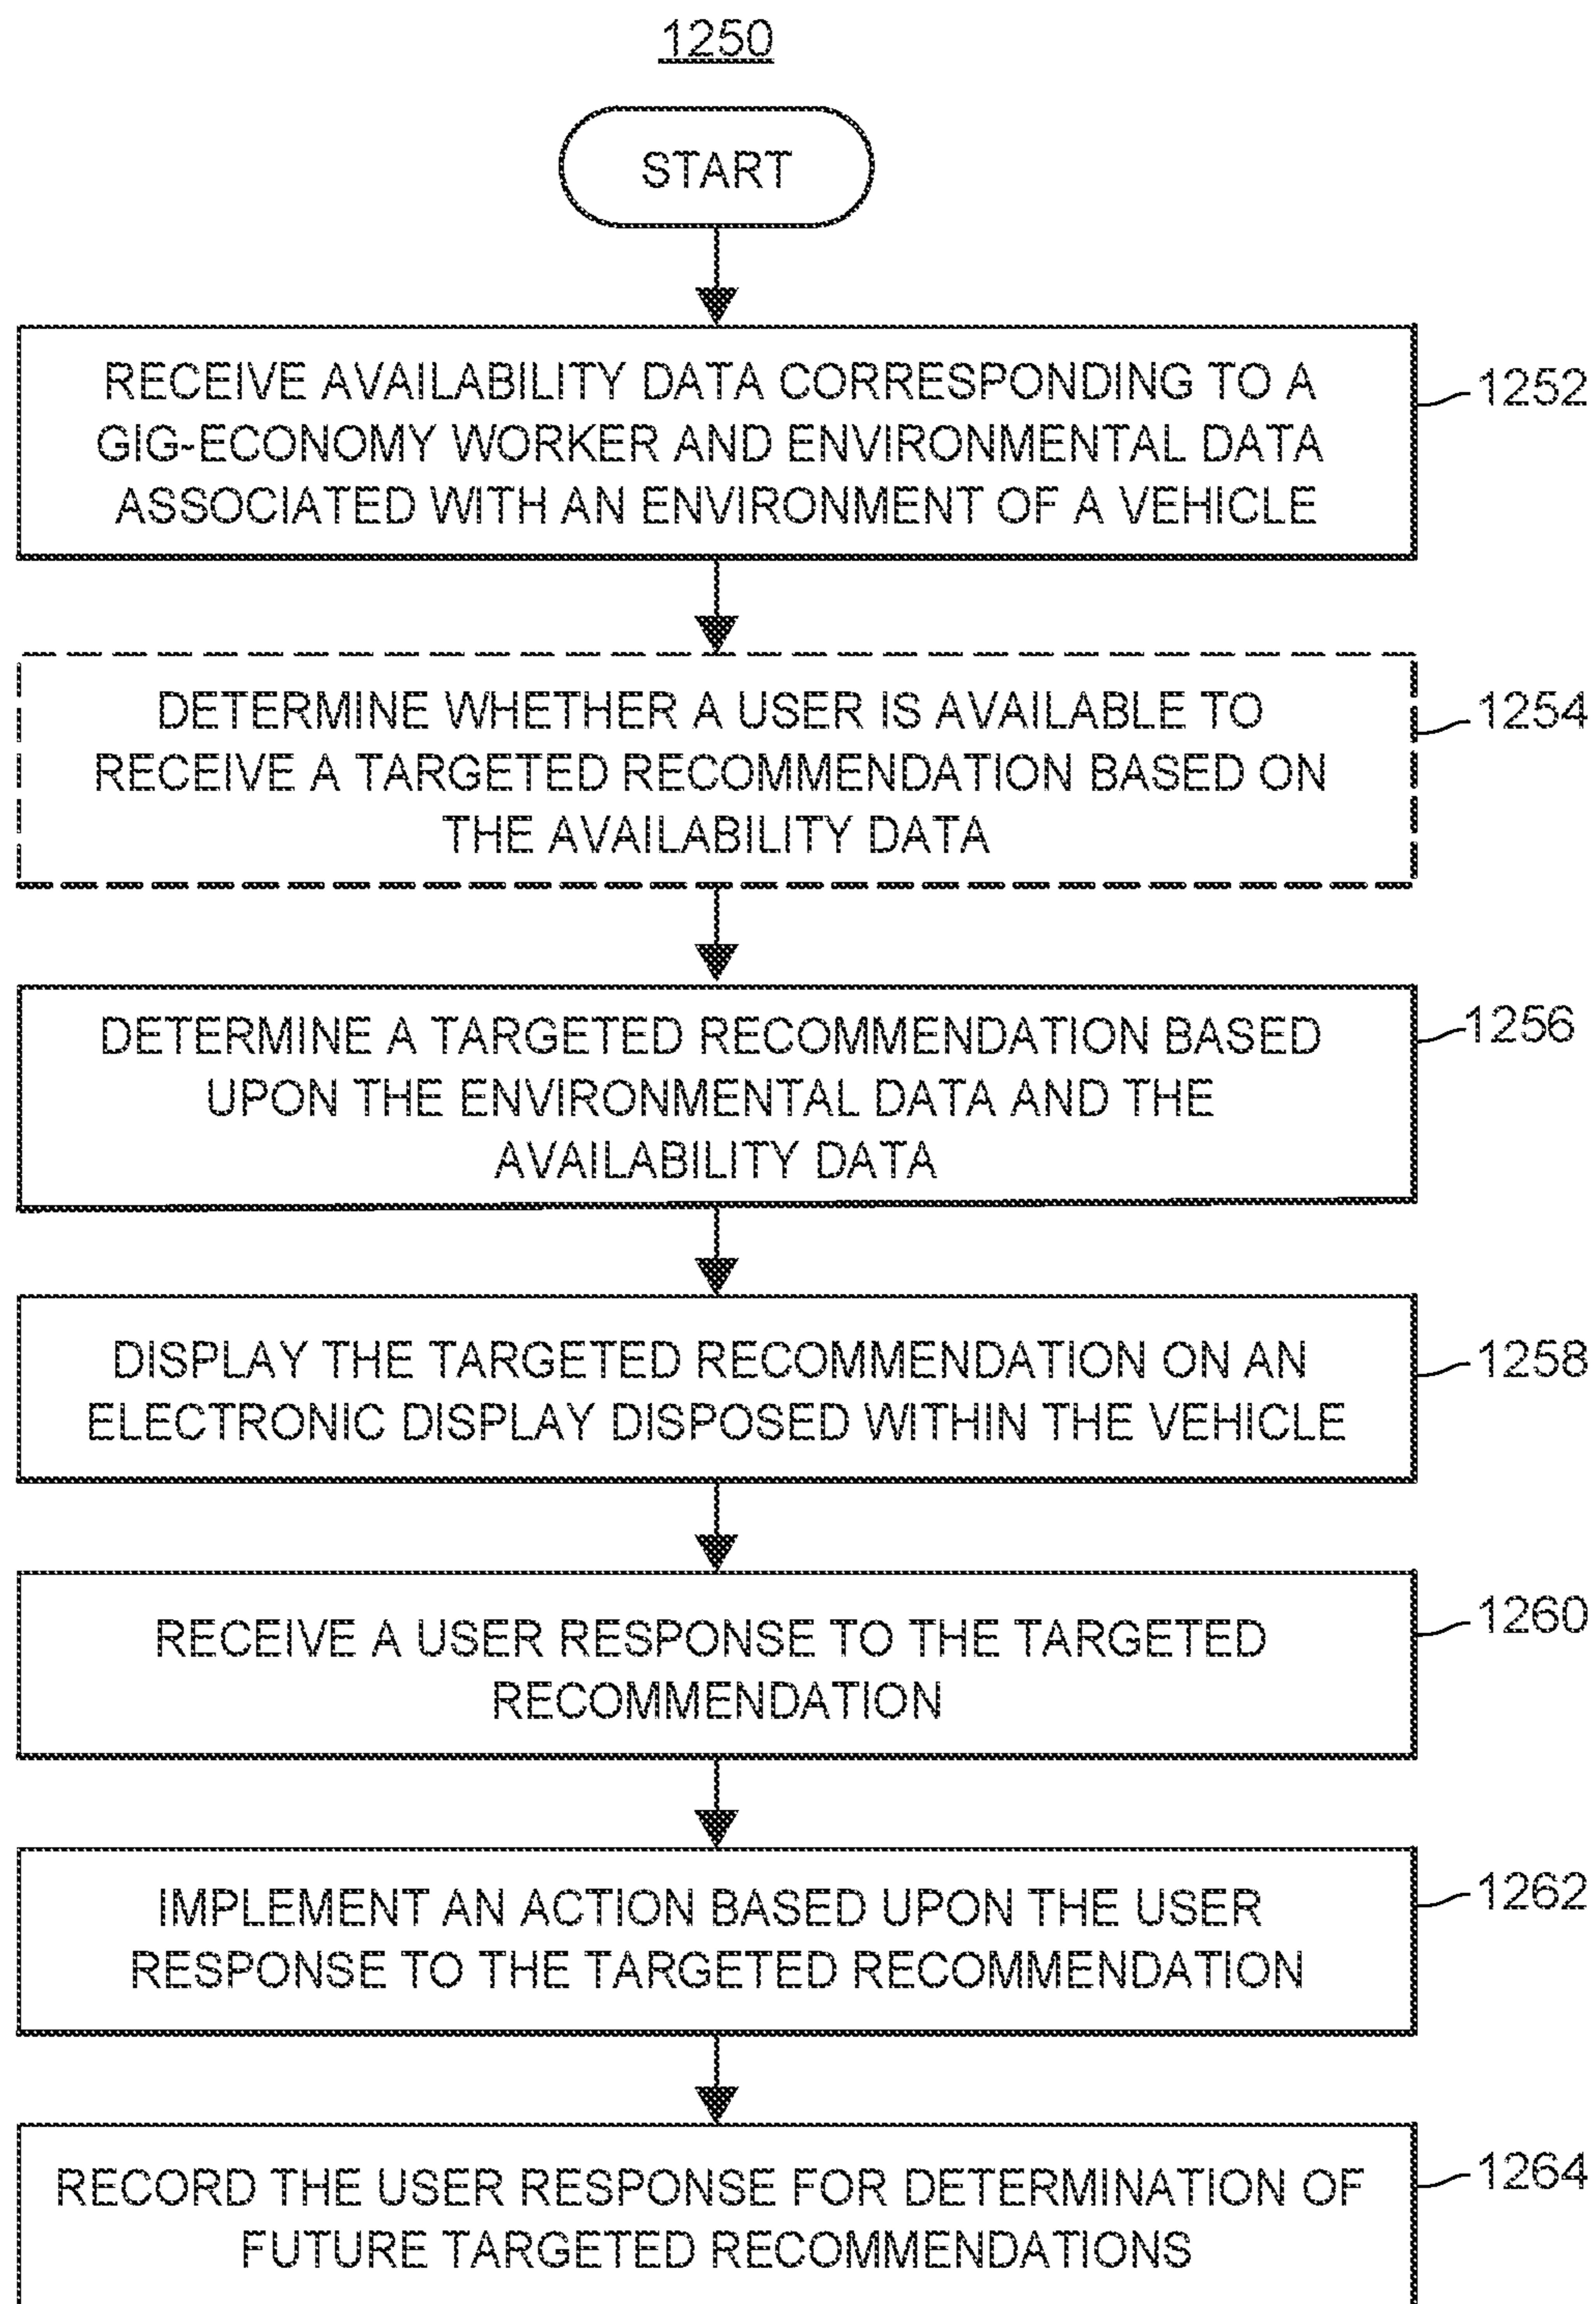 1250
START
RECEIVE AVAILABILITY DATA CORRESPONDING TO A
GIG-ECONOMY WORKER AND ENVIRONMENTAL DATA
ASSOCIATED WITH AN ENVIRONMENT OF A VEHICLE
1252
DETERMINE WHETHER A USER IS AVAILABLE TO
RECEIVE A TARGETED RECOMMENDATION BASED ON
THE AVAILABILITY DATA
1254
DETERMINE A TARGETED RECOMMENDATION BASED
UPON THE ENVIRONMENTAL DATA AND THE
AVAILABILITY DATA
1256
DISPLAY THE TARGETED RECOMMENDATION ON AN
ELECTRONIC DISPLAY DISPOSED WITHIN THE VEHICLE
1258
RECEIVE A USER RESPONSE TO THE TARGETED
RECOMMENDATION
1260
IMPLEMENT AN ACTION BASED UPON THE USER
RESPONSE TO THE TARGETED RECOMMENDATION
1262
RECORD THE USER RESPONSE FOR DETERMINATION OF
FUTURE TARGETED RECOMMENDATIONS
1264